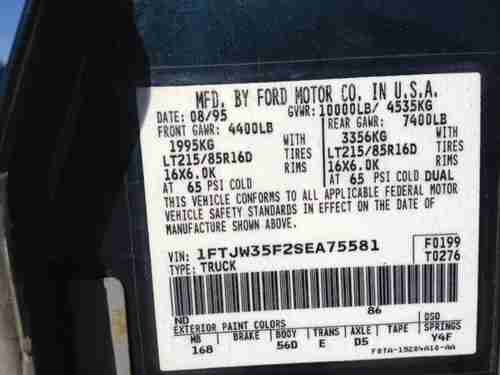 MFD. BY FORD MOTOR CO. IN U.S.A.
DATE: 08/95 GVWR: 10000LB/ 4535KG
FRONT GAWR: 4400LB REAR GAWR: 7400LB
1995KG WITH 3356KG WITH
LT215/85R16D TIRES LT215/85R16D TIRES
16X6.0K RIMS 16X6.0K RIMS
AT 65 PSI COLD AT 65 PSI COLD DUAL
THIS VEHICLE CONFORMS TO ALL APPLICABLE FEDERAL MOTOR
VEHICLE SAFETY STANDARDS IN EFFECT ON THE DATE OF
MANUFACTURE SHOWN ABOVE.
VIN: 1FTJW35F2SEA75581 F0199
TYPE: TRUCK T0276
ND 86
EXTERIOR PAINT COLORS DSO
WB BRAKE BODY TRANS AXLE TAPE SPRINGS
168 56D E D5 Y4F